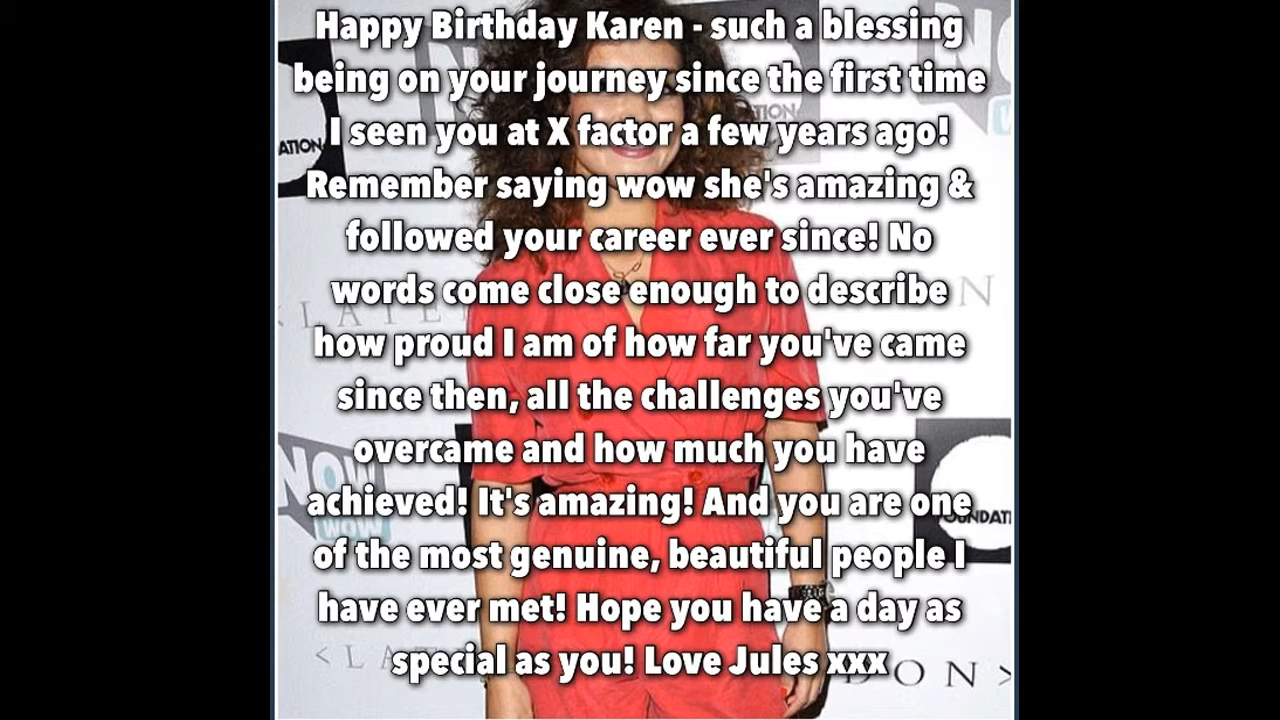 Happy Birthday Karen - such a blessing
being on your journey since the first time
I seen you at X factor a few years ago!
Remember saying wow she's amazing &
followed your career ever since! No
words come close enough to describe
how proud I am of how far you've came
since then, all the challenges you've
overcame and how much you have
achieved! It's amazing! And you are one
of the most genuine, beautiful people I
have ever met! Hope you have a day as
special as you! Love Jules xxx
ATION
NOW
WOW